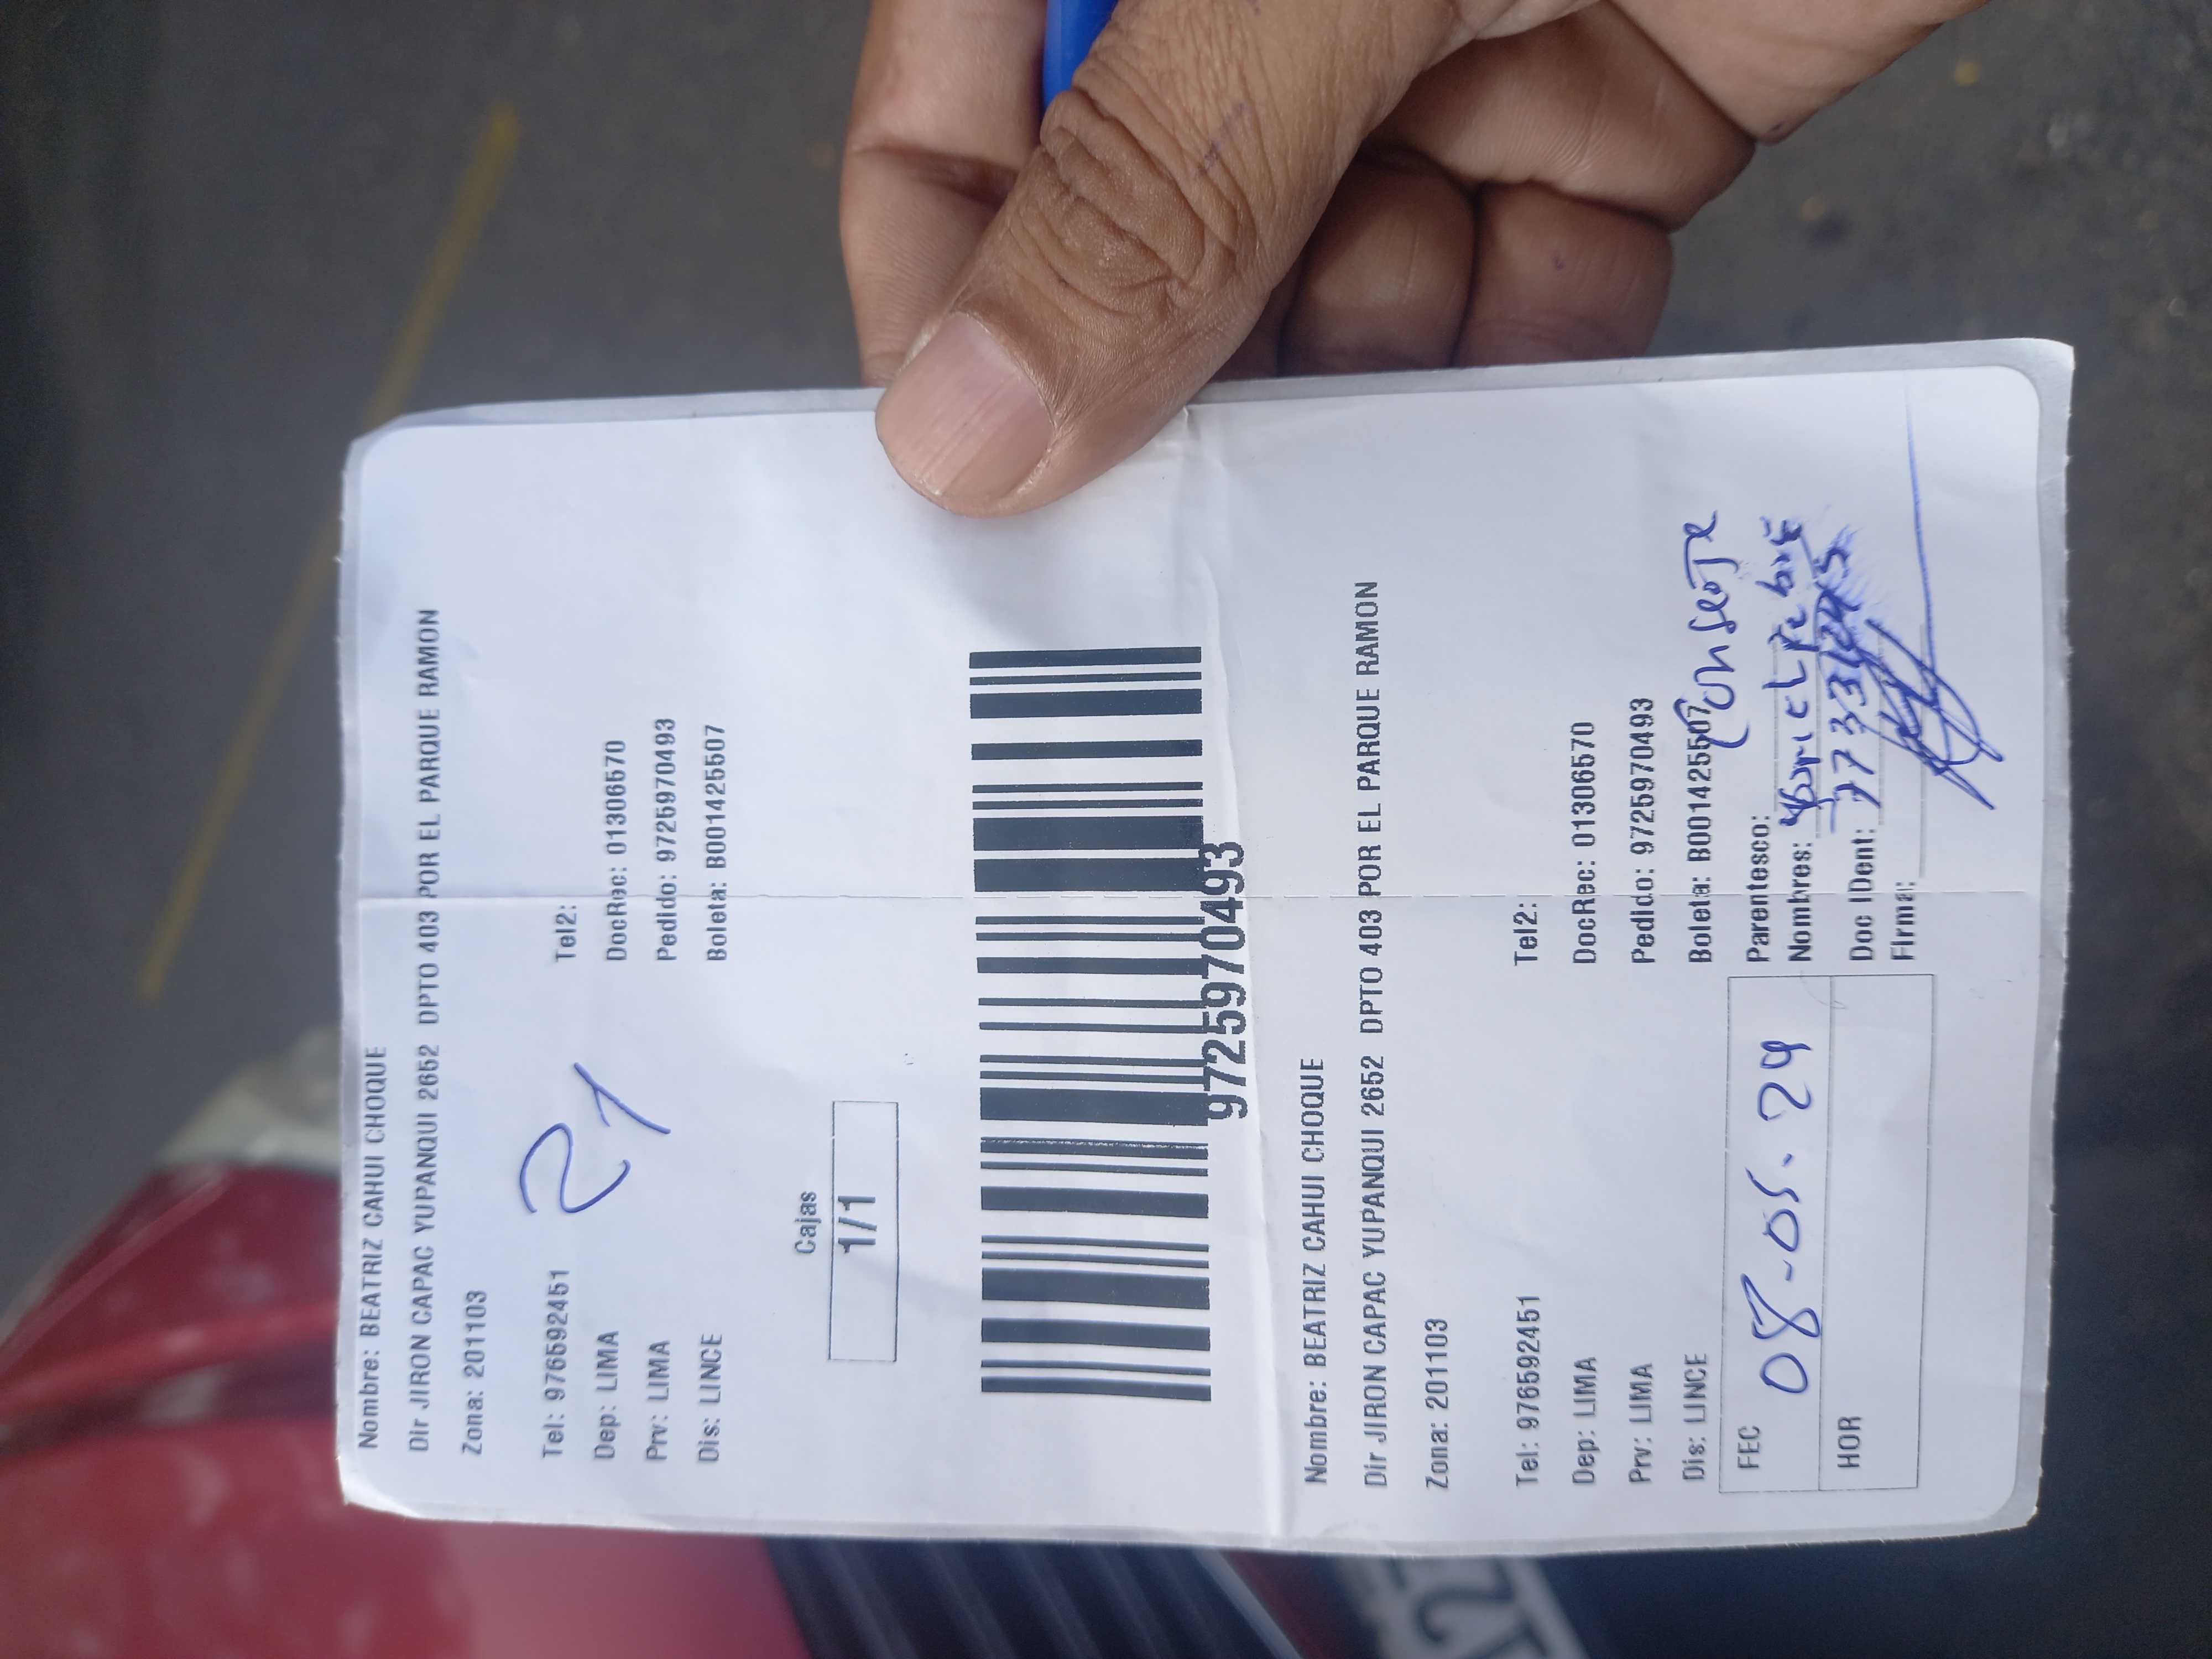 Nombre: BEATRIZ CAHUI CHOQUE
Dir JIRON CAPAC YUPANQUI 2652 DPTO 403 POR EL PARQUE RAMON
Zona: 201103
Tel: 976592451 Tel2:
Dep: LIMA DocRec: 01306570
Prv: LIMA Pedido: 9725970493
Dis: LINCE Boleta: B001425507
21
Cajas
1/1
9725970493
Nombre: BEATRIZ CAHUI CHOQUE
Dir JIRON CAPAC YUPANQUI 2652 DPTO 403 POR EL PARQUE RAMON
Zona: 201103
Tel: 976592451 Tel2:
Dep: LIMA DocRec: 01306570
Prv: LIMA Pedido: 9725970493
Dis: LINCE Boleta: B001425507
FEC 08-05.24 Parentesco: Conserje
Nombres:
HOR Doc IDent:
Firma: